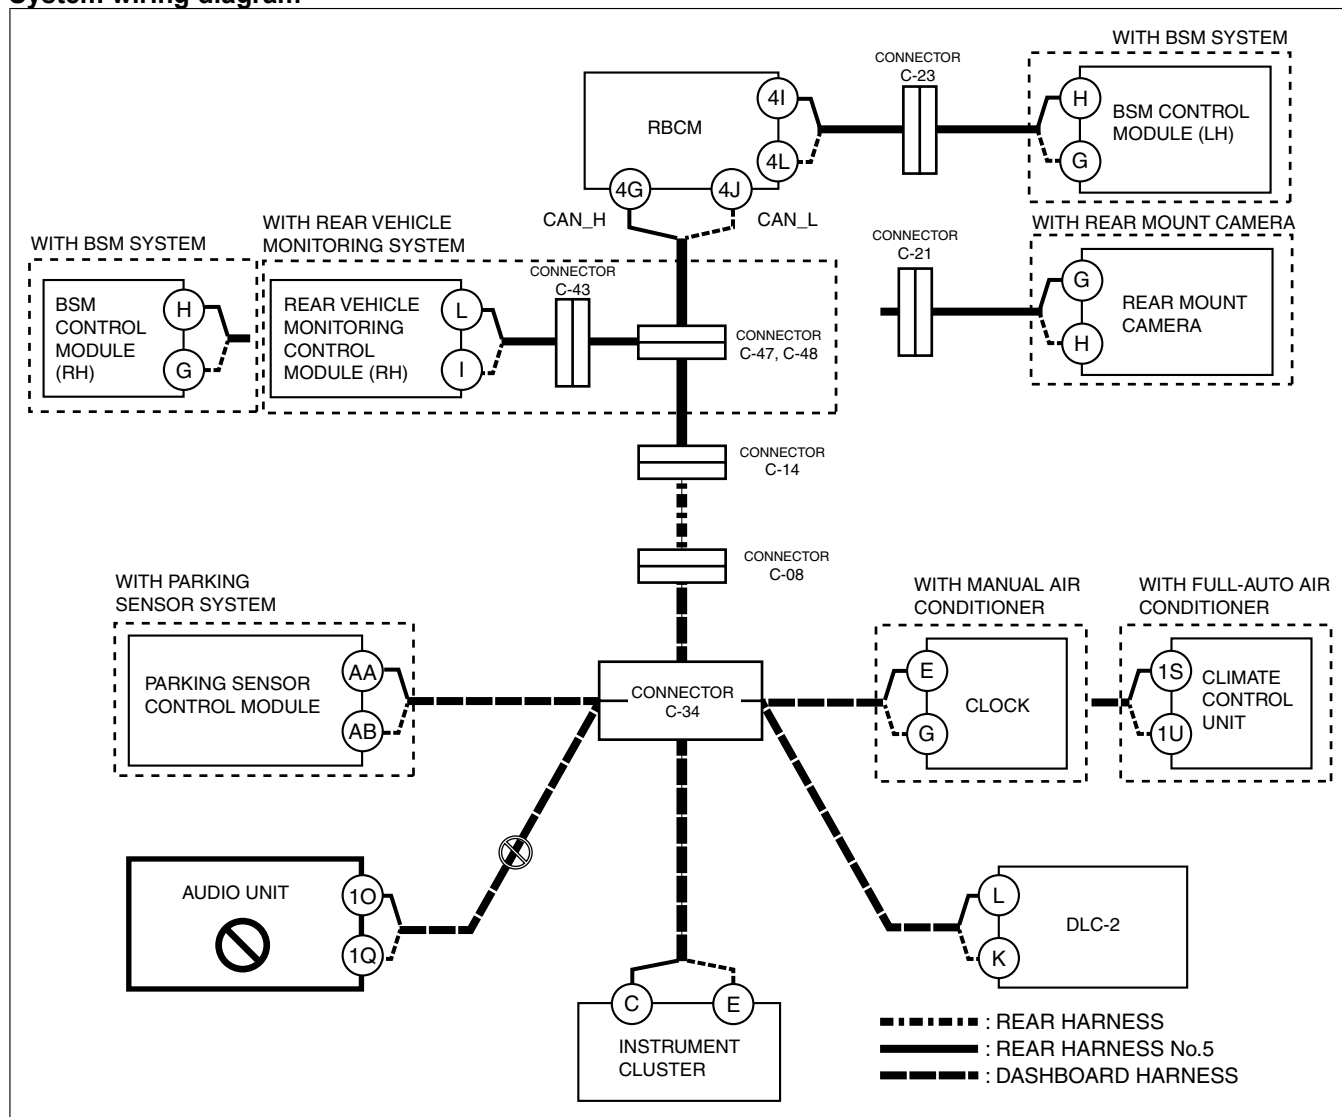 System wiring diagram
WITH BSM SYSTEM
CONNECTOR
C-23
4I
RBCM
4L
4G
4J
CAN_H
CAN_L
H
G
BSM CONTROL
MODULE (LH)
WITH REAR VEHICLE
MONITORING SYSTEM
WITH BSM SYSTEM
CONNECTOR
C-21
WITH REAR MOUNT CAMERA
BSM
CONTROL
MODULE
(RH)
H
G
REAR VEHICLE
MONITORING
CONTROL
MODULE (RH)
L
I
CONNECTOR
C-43
CONNECTOR
C-47, C-48
G
H
REAR MOUNT
CAMERA
CONNECTOR
C-14
CONNECTOR
C-08
WITH PARKING
SENSOR SYSTEM
PARKING SENSOR
CONTROL MODULE
AA
AB
CONNECTOR
C-34
WITH MANUAL AIR
CONDITIONER
E
G
CLOCK
WITH FULL-AUTO AIR
CONDITIONER
1S
1U
CLIMATE
CONTROL
UNIT
AUDIO UNIT
1O
1Q
L
K
DLC-2
C
E
INSTRUMENT
CLUSTER
: REAR HARNESS
: REAR HARNESS No.5
: DASHBOARD HARNESS